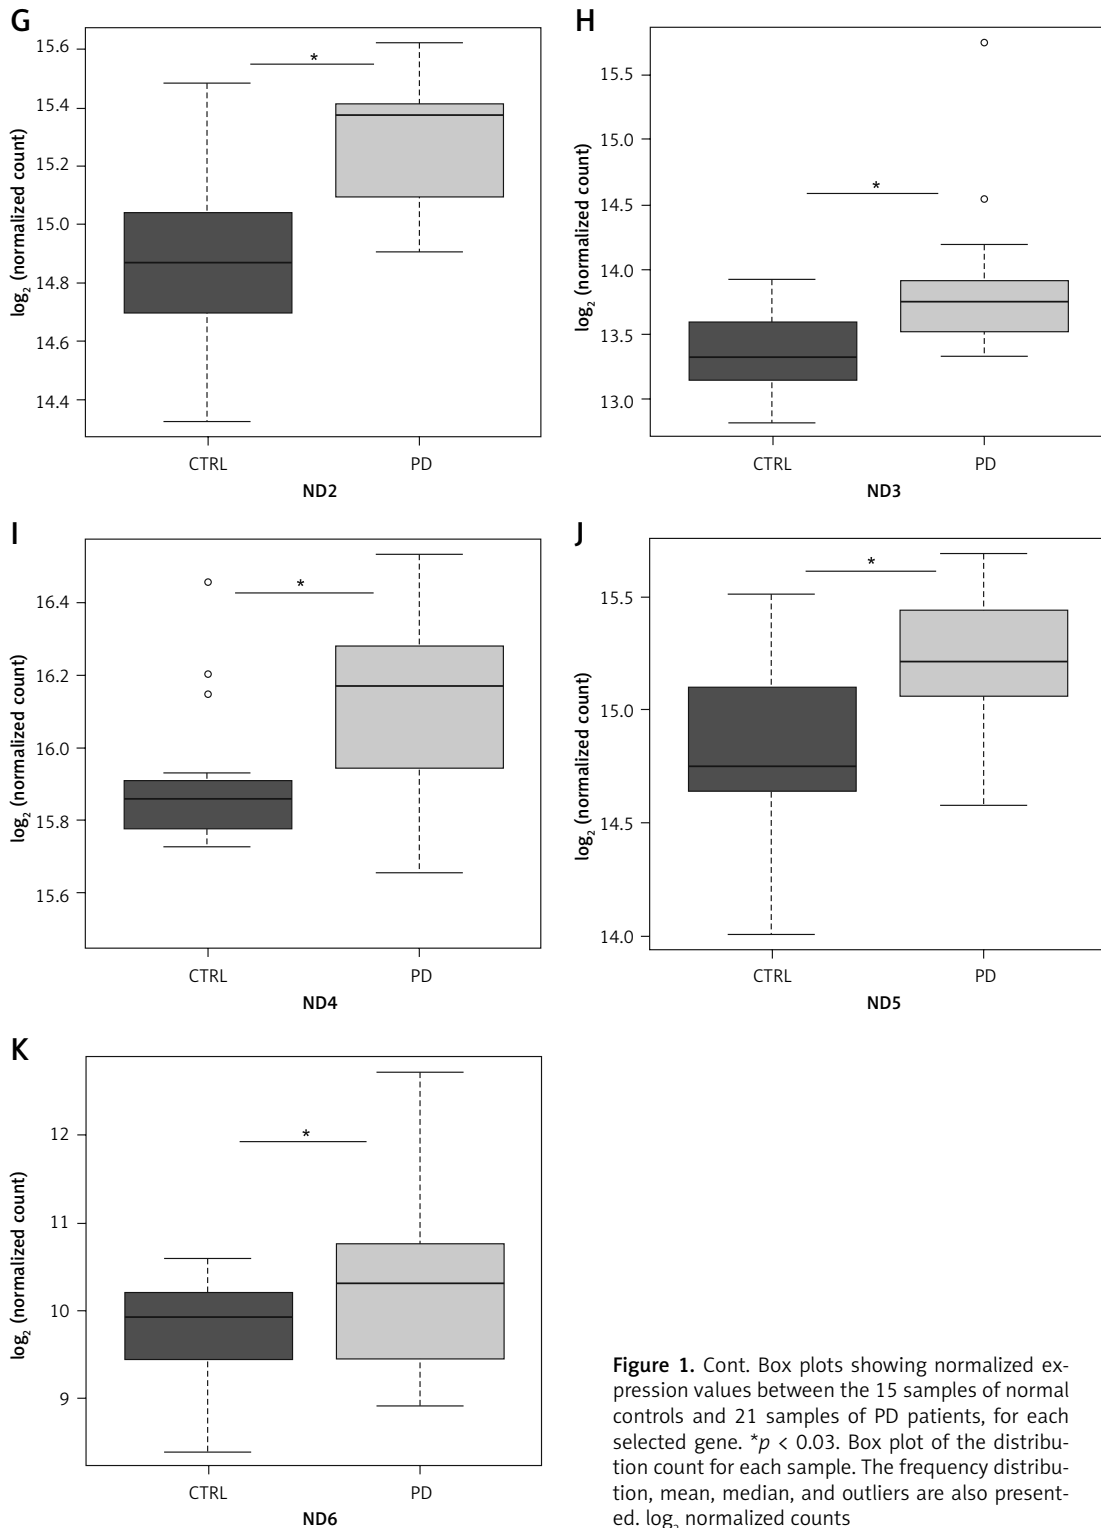 G
log2 (normalized count)
15.6
15.4
15.2
15.0
14.8
14.6
14.4
*
CTRL PD
ND2
H
log2 (normalized count)
15.5
15.0
14.5
14.0
13.5
13.0
*
CTRL PD
ND3
I
log2 (normalized count)
16.4
16.2
16.0
15.8
15.6
*
CTRL PD
ND4
J
log2 (normalized count)
15.5
15.0
14.5
14.0
*
CTRL PD
ND5
K
log2 (normalized count)
12
11
10
9
*
CTRL PD
ND6
Figure 1. Cont. Box plots showing normalized ex-
pression values between the 15 samples of normal
controls and 21 samples of PD patients, for each
selected gene. *p < 0.03. Box plot of the distribu-
tion count for each sample. The frequency distribu-
tion, mean, median, and outliers are also present-
ed. log2 normalized counts